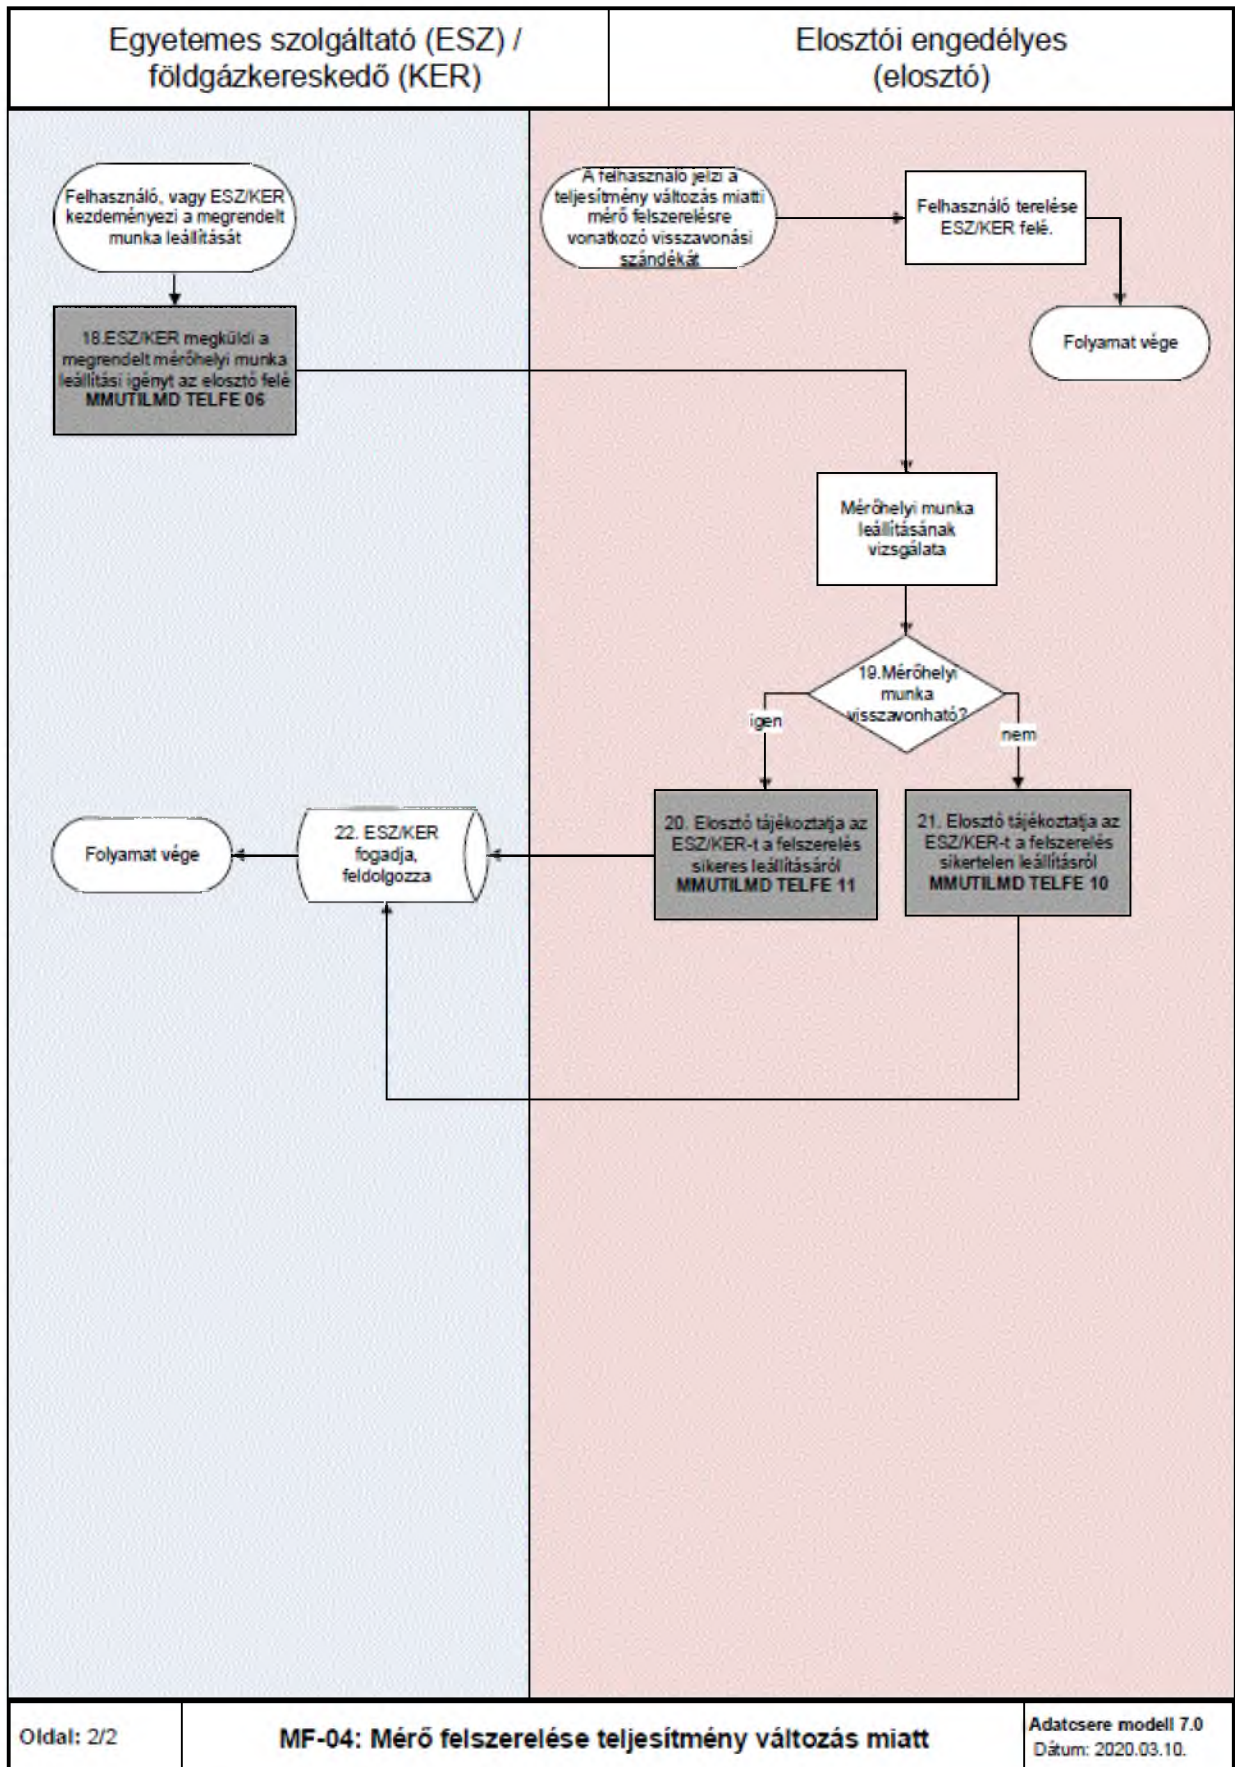 Egyetemes szolgáltató (ESZ) /
földgázkereskedő (KER)
Elosztói engedélyes
(elosztó)
Felhasználó, vagy ESZ/KER
kezdeményezi a megrendelt
munka leállítását
A felhasználó jelzi a
teljesítmény változás miatti
mérő felszerelésre
vonatkozó visszavonási
szándékát
Felhasználó terelése
ESZ/KER felé.
Folyamat vége
18.ESZ/KER megküldi a
megrendelt mérőhelyi munka
leállítási igényt az elosztó felé
MMUTILMD TELFE 06
Mérőhelyi munka
leállításának
vizsgálata
19.Mérőhelyi
munka
visszavonható?
igen
nem
20. Elosztó tájékoztatja az
ESZ/KER-t a felszerelés
sikeres leállításáról
MMUTILMD TELFE 11
21. Elosztó tájékoztatja az
ESZ/KER-t a felszerelés
sikertelen leállításról
MMUTILMD TELFE 10
22. ESZ/KER
fogadja,
feldolgozza
Folyamat vége
Oldal: 2/2
MF-04: Mérő felszerelése teljesítmény változás miatt
Adatcsere modell 7.0
Dátum: 2020.03.10.